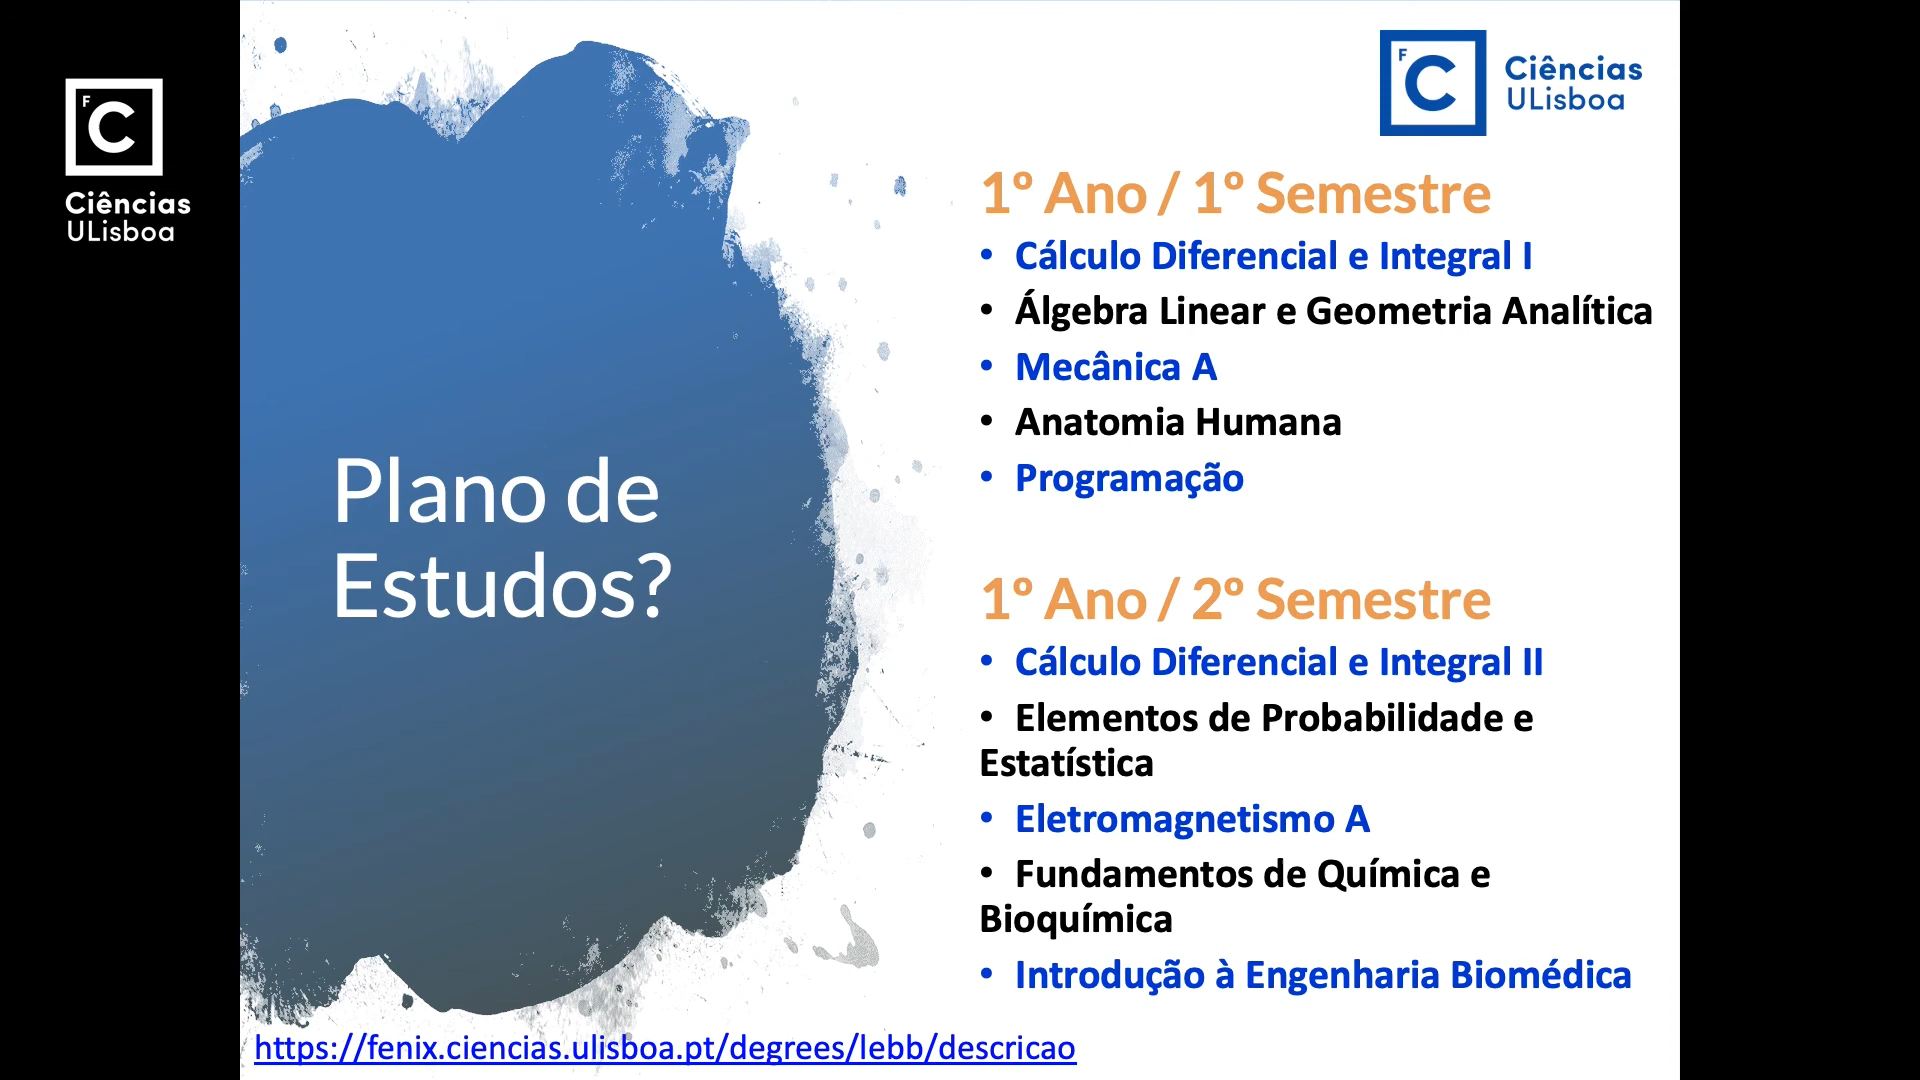 F
C
Ciências
ULisboa
Plano de
Estudos?
F
C
Ciências
ULisboa
1º Ano / 1º Semestre
• Cálculo Diferencial e Integral I
• Álgebra Linear e Geometria Analítica
• Mecânica A
• Anatomia Humana
• Programação
1º Ano / 2º Semestre
• Cálculo Diferencial e Integral II
• Elementos de Probabilidade e
Estatística
• Eletromagnetismo A
• Fundamentos de Química e
Bioquímica
• Introdução à Engenharia Biomédica
https://fenix.ciencias.ulisboa.pt/degrees/lebb/descricao